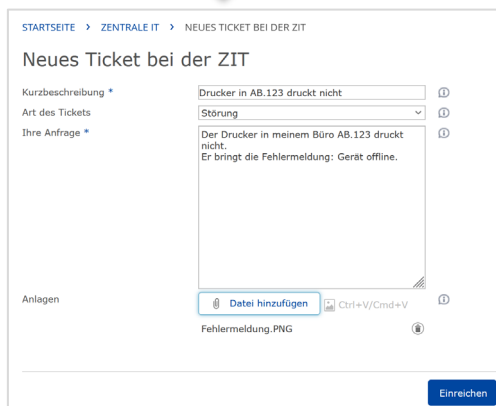 STARTSEITE > ZENTRALE IT > NEUES TICKET BEI DER ZIT
Neues Ticket bei der ZIT
Kurzbeschreibung * Drucker in AB.123 druckt nicht
Art des Tickets Störung
Ihre Anfrage * Der Drucker in meinem Büro AB.123 druckt
nicht.
Er bringt die Fehlermeldung: Gerät offline.
Anlagen Datei hinzufügen Ctrl+V/Cmd+V
Fehlermeldung.PNG
Einreichen